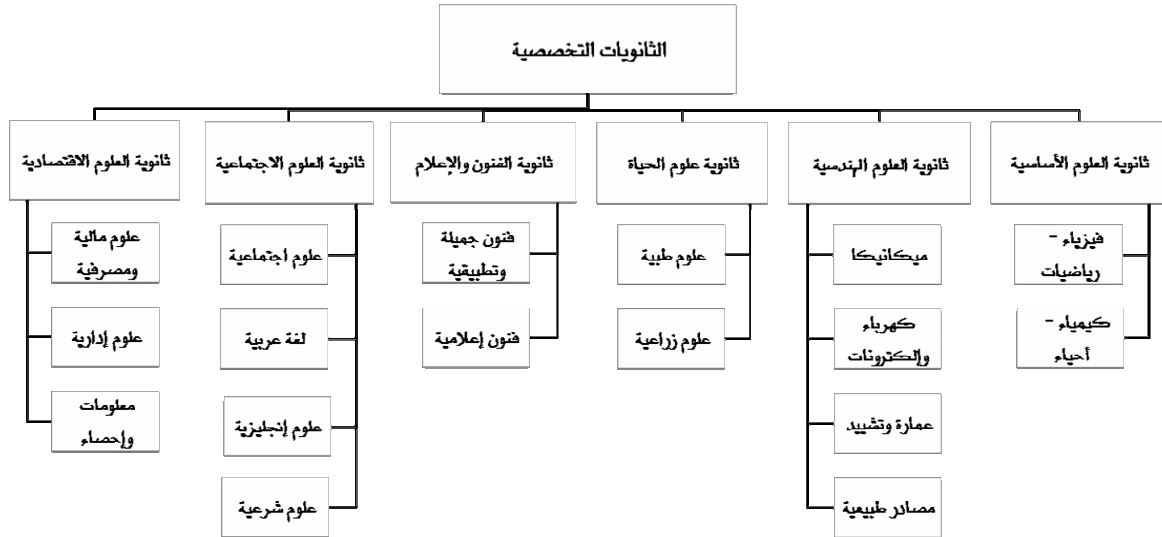 الثانويات التخصصية
ثانوية العلوم الأساسية
ثانوية العلوم الهندسية
ثانوية علوم الحياة
ثانوية الفنون والإعلام
ثانوية العلوم الاجتماعية
ثانوية العلوم الاقتصادية
فيزياء -
رياضيات
كيمياء -
أحياء
ميكانيكا
كهرباء
وإلكترونات
عمارة وتشييد
مصائر طبيعية
علوم طبية
علوم زراعية
فنون جميلة
وتطبيقية
فنون إعلامية
علوم اجتماعية
لغة عربية
علوم إنجليزية
علوم شرعية
علوم مالية
ومصرفية
علوم إدارية
معلومات
وإحصاء